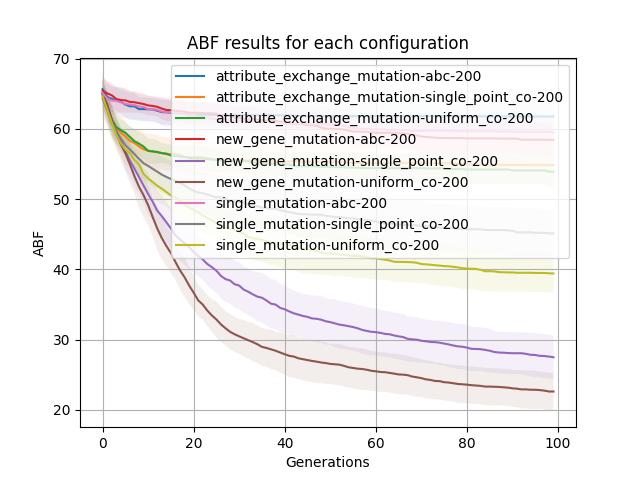 ABF results for each configuration
70
60
50
40
30
20
ABF
attribute_exchange_mutation-abc-200
attribute_exchange_mutation-single_point_co-200
attribute_exchange_mutation-uniform_co-200
new_gene_mutation-abc-200
new_gene_mutation-single_point_co-200
new_gene_mutation-uniform_co-200
single_mutation-abc-200
single_mutation-single_point_co-200
single_mutation-uniform_co-200
0 20 40 60 80 100
Generations